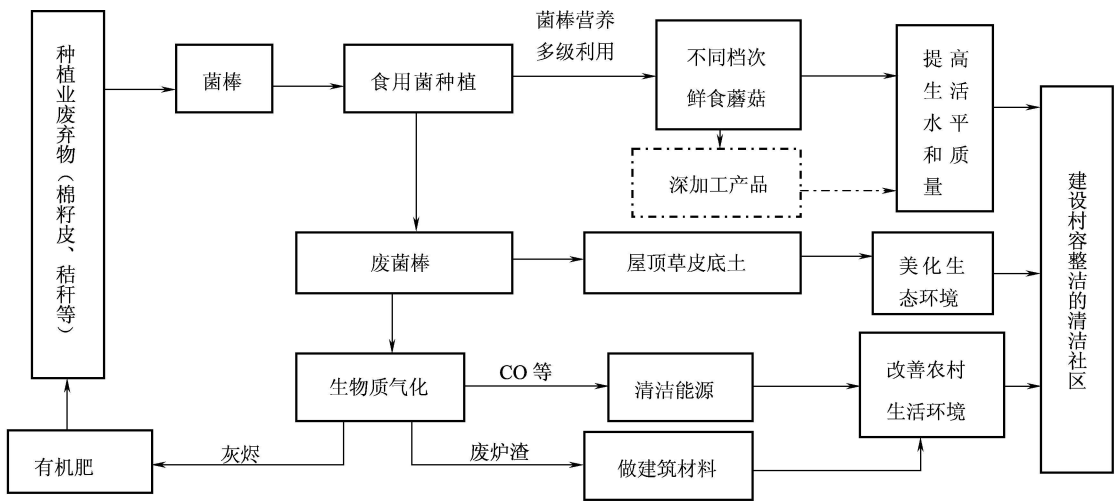 种植业废弃物（棉籽皮、秸秆等）
菌棒
食用菌种植
菌棒营养
多级利用
不同档次
鲜食蘑菇
深加工产品
提高
生活
水平
和质
量
建设村容整洁的清洁社区
废菌棒
屋顶草皮底土
美化生
态环境
生物质气化
CO 等
清洁能源
改善农村
生活环境
有机肥
灰烬
废炉渣
做建筑材料